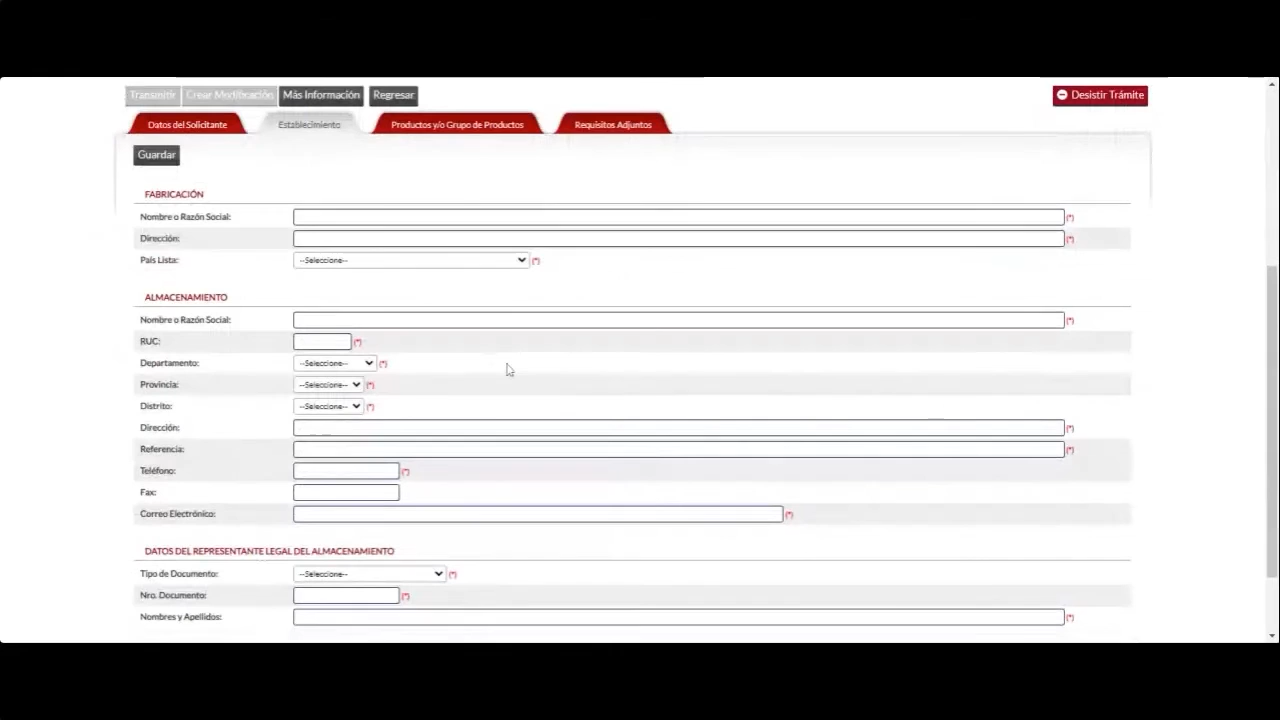 Transmitir Crear Modificación Más Información Regresar Desistir Trámite
Datos del Solicitante Establecimiento Productos y/o Grupo de Productos Requisitos Adjuntos
Guardar
FABRICACIÓN
Nombre o Razón Social: (*)
Dirección: (*)
País Lista: --Seleccione-- (*)
ALMACENAMIENTO
Nombre o Razón Social: (*)
RUC: (*)
Departamento: --Seleccione-- (*)
Provincia: --Seleccione-- (*)
Distrito: --Seleccione-- (*)
Dirección: (*)
Referencia: (*)
Teléfono: (*)
Fax:
Correo Electrónico: (*)
DATOS DEL REPRESENTANTE LEGAL DEL ALMACENAMIENTO
Tipo de Documento: --Seleccione-- (*)
Nro. Documento: (*)
Nombres y Apellidos: (*)